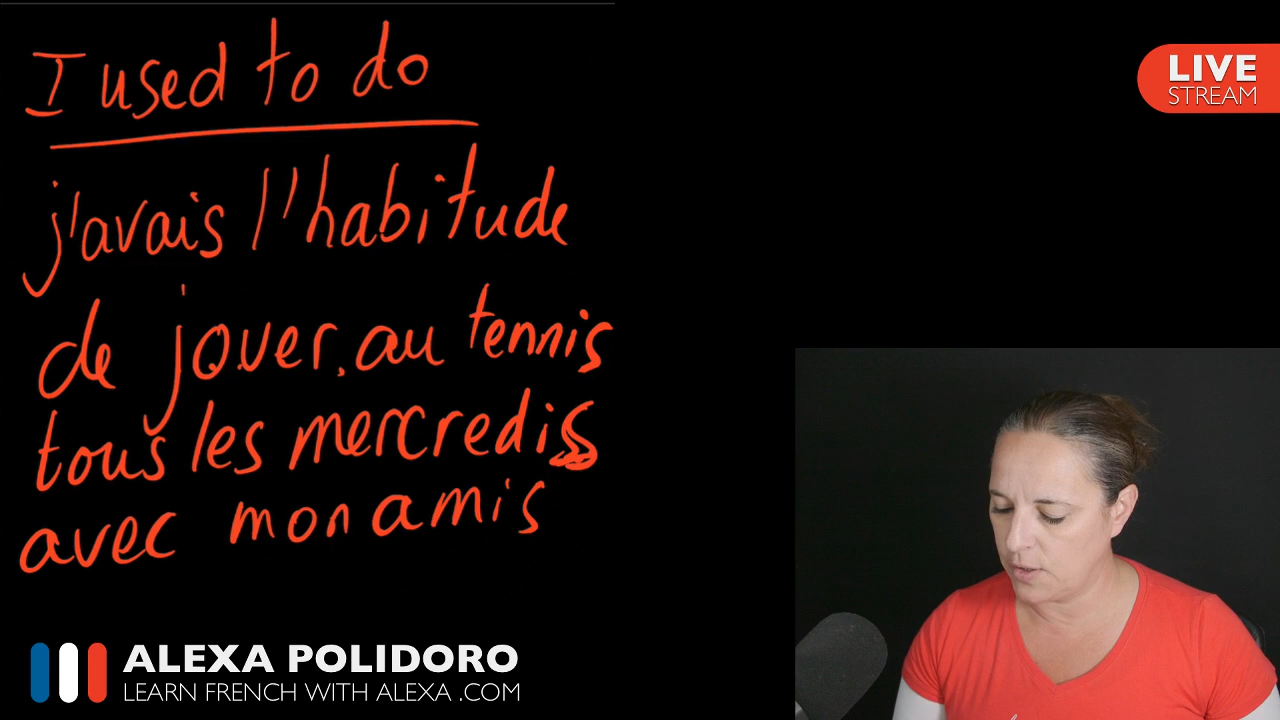 I used to do
j'avais l'habitude
de jouer au tennis
tous les mercredis
avec mon amis
LIVE
STREAM
ALEXA POLIDORO
LEARN FRENCH WITH ALEXA .COM